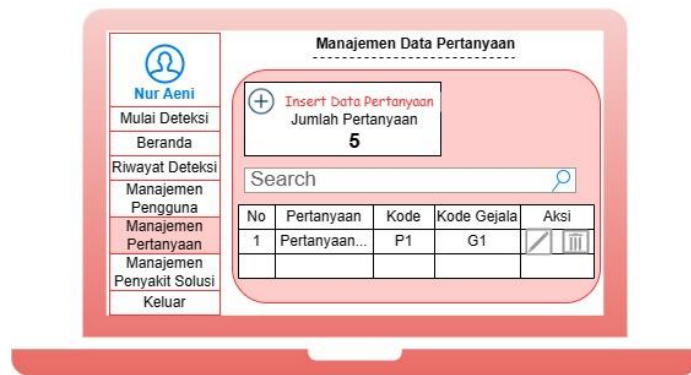 Nur Aeni
Mulai Deteksi
Beranda
Riwayat Deteksi
Manajemen
Pengguna
Manajemen
Pertanyaan
Manajemen
Penyakit Solusi
Keluar
Manajemen Data Pertanyaan
Insert Data Pertanyaan
Jumlah Pertanyaan
5
Search
No Pertanyaan Kode Kode Gejala Aksi
1 Pertanyaan... P1 G1